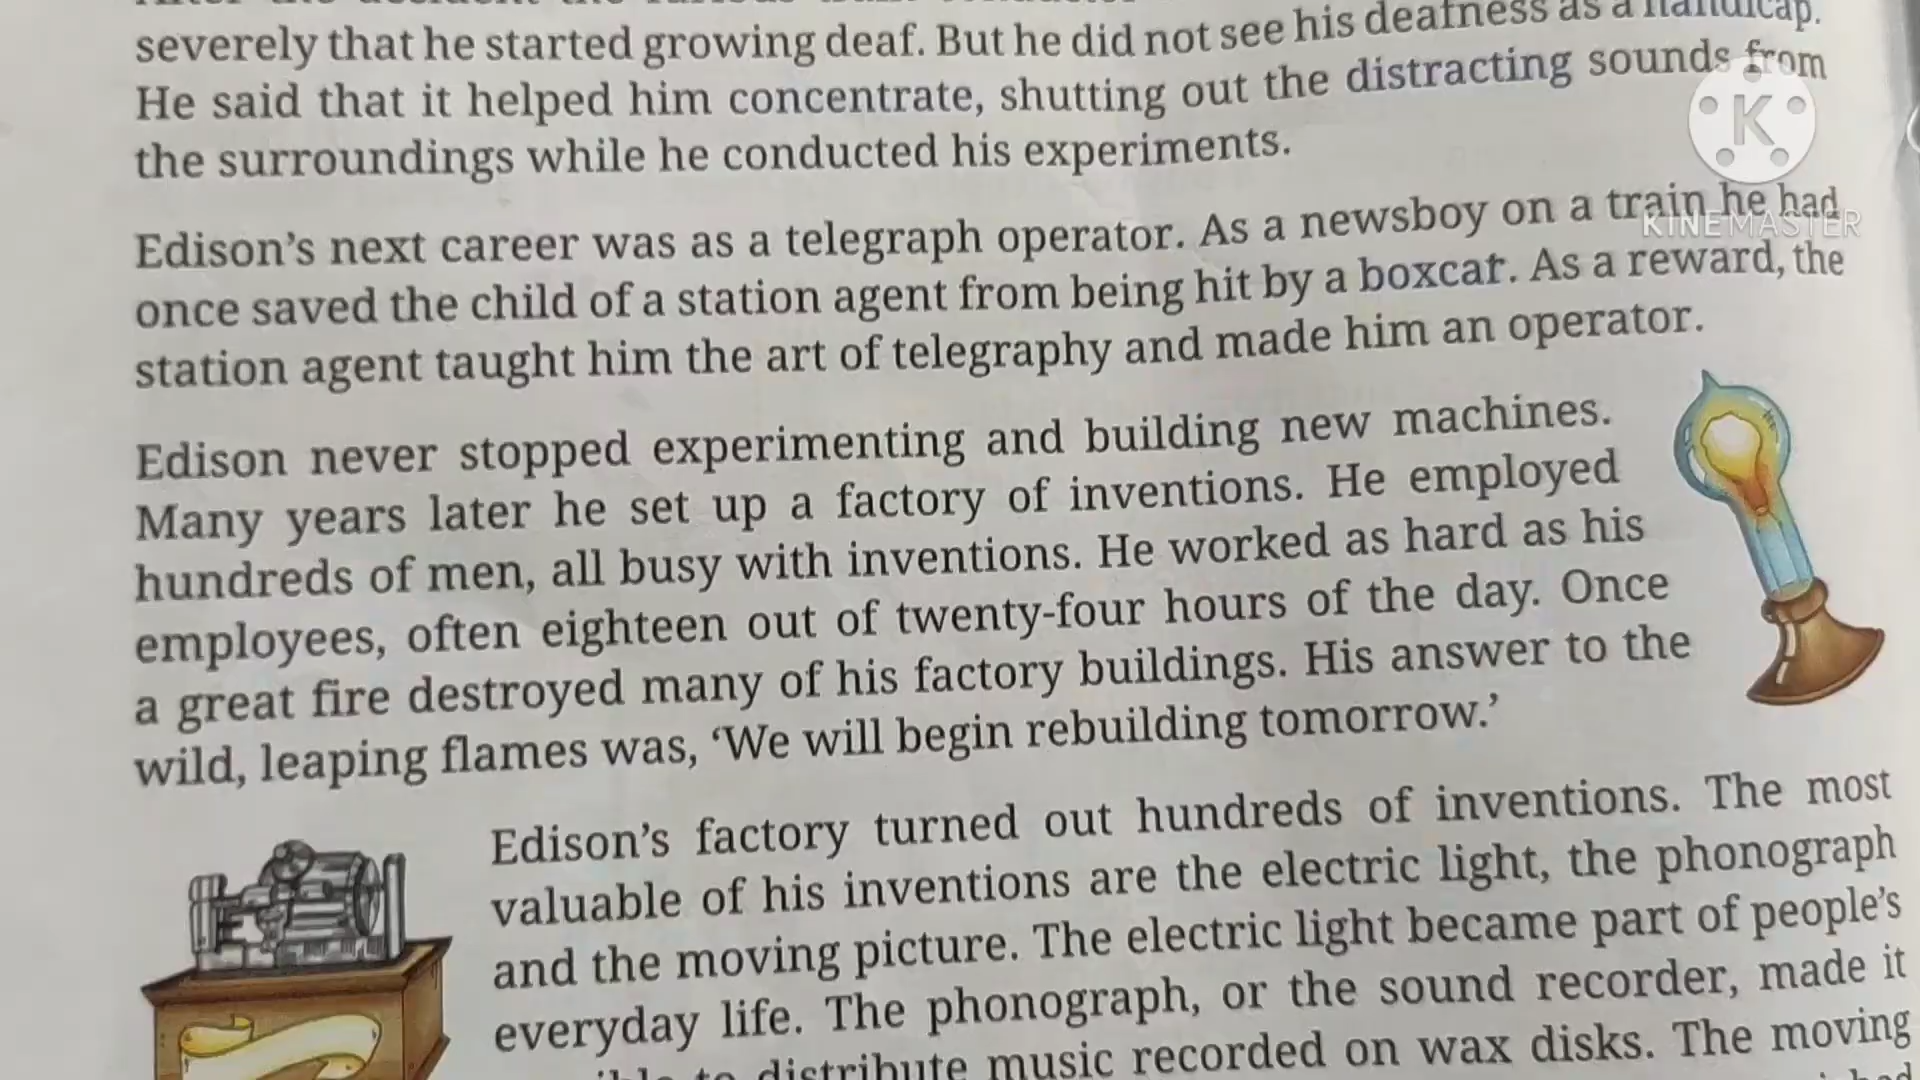 severely that he started growing deaf. But he did not see his deafness as a handicap.
He said that it helped him concentrate, shutting out the distracting sounds from
the surroundings while he conducted his experiments.
K
KINEMASTER
Edison's next career was as a telegraph operator. As a newsboy on a train he had
once saved the child of a station agent from being hit by a boxcar. As a reward, the
station agent taught him the art of telegraphy and made him an operator.
Edison never stopped experimenting and building new machines.
Many years later he set up a factory of inventions. He employed
hundreds of men, all busy with inventions. He worked as hard as his
employees, often eighteen out of twenty-four hours of the day. Once
a great fire destroyed many of his factory buildings. His answer to the
wild, leaping flames was, ‘We will begin rebuilding tomorrow.’
Edison's factory turned out hundreds of inventions. The most
valuable of his inventions are the electric light, the phonograph
and the moving picture. The electric light became part of people's
everyday life. The phonograph, or the sound recorder, made it
to distribute music recorded on wax disks. The moving